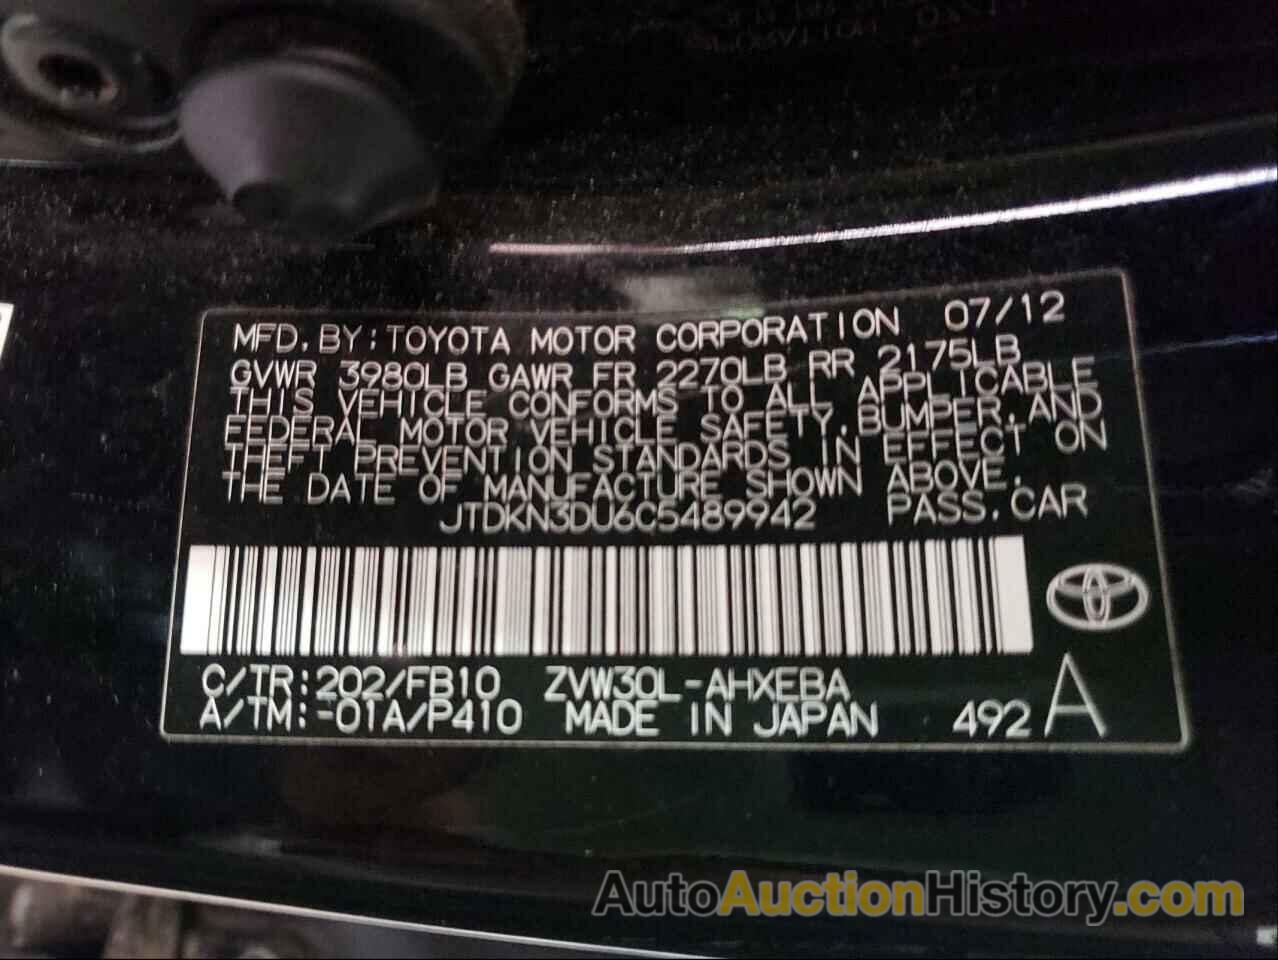 MFD. BY: TOYOTA MOTOR CORPORATION 07/12
GVWR 3980LB GAWR FR 2270LB RR 2175LB
THIS VEHICLE CONFORMS TO ALL APPLICABLE
FEDERAL MOTOR VEHICLE SAFETY, BUMPER, AND
THEFT PREVENTION STANDARDS IN EFFECT ON
THE DATE OF MANUFACTURE SHOWN ABOVE.
JTDKN3DU6C5489942 PASS. CAR
C/TR:202/FB10 ZVW30L-AHXEBA
A/TM:-01A/P410 MADE IN JAPAN 492 A
AutoAuctionHistory.com